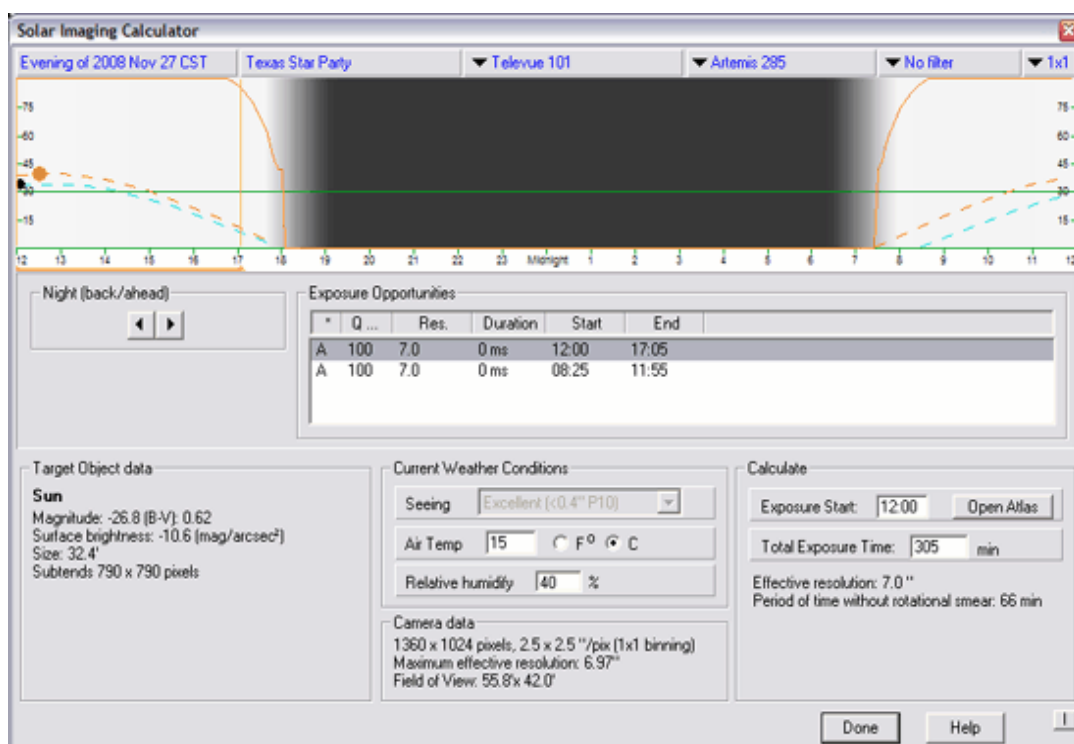 Solar Imaging Calculator
Evening of 2008 Nov 27 CST Texas Star Party Televue 101 Artemis 285 No filter 1x1
75 75
60 60
45 45
30 30
15 15
12 13 14 15 16 17 18 19 20 21 22 23 Midnight 1 2 3 4 5 6 7 8 9 10 11 12
Night (back/ahead)
Exposure Opportunities
* Q ... Res. Duration Start End
A 100 7.0 0 ms 12:00 17:05
A 100 7.0 0 ms 08:25 11:55
Target Object data
Sun
Magnitude: -26.8 (B-V): 0.62
Surface brightness: -10.6 (mag/arcsec²)
Size: 32.4'
Subtends 790 x 790 pixels
Current Weather Conditions
Seeing Excellent (<0.4" P10)
Air Temp 15 Fº C
Relative humidify 40 %
Camera data
1360 x 1024 pixels, 2.5 x 2.5 "/pix (1x1 binning)
Maximum effective resolution: 6.97"
Field of View: 55.8'x 42.0'
Calculate
Exposure Start: 12:00 Open Atlas
Total Exposure Time: 305 min
Effective resolution: 7.0 "
Period of time without rotational smear: 66 min
Done Help I